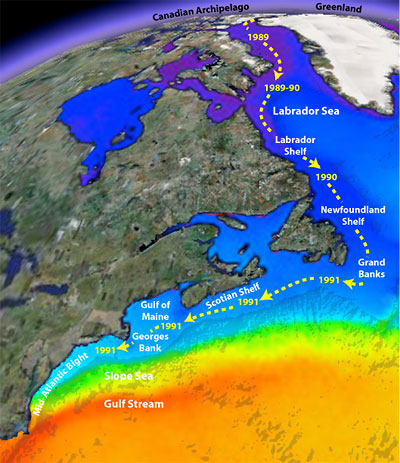 Canadian Archipelago
Greenland
1989
1989-90
Labrador Sea
Labrador
Shelf
1990
Newfoundland
Shelf
Grand
Banks
1991
Scotian Shelf
1991
Gulf of
Maine
1991
Georges
Bank
1991
Mid-Atlantic Bight
Slope Sea
Gulf Stream